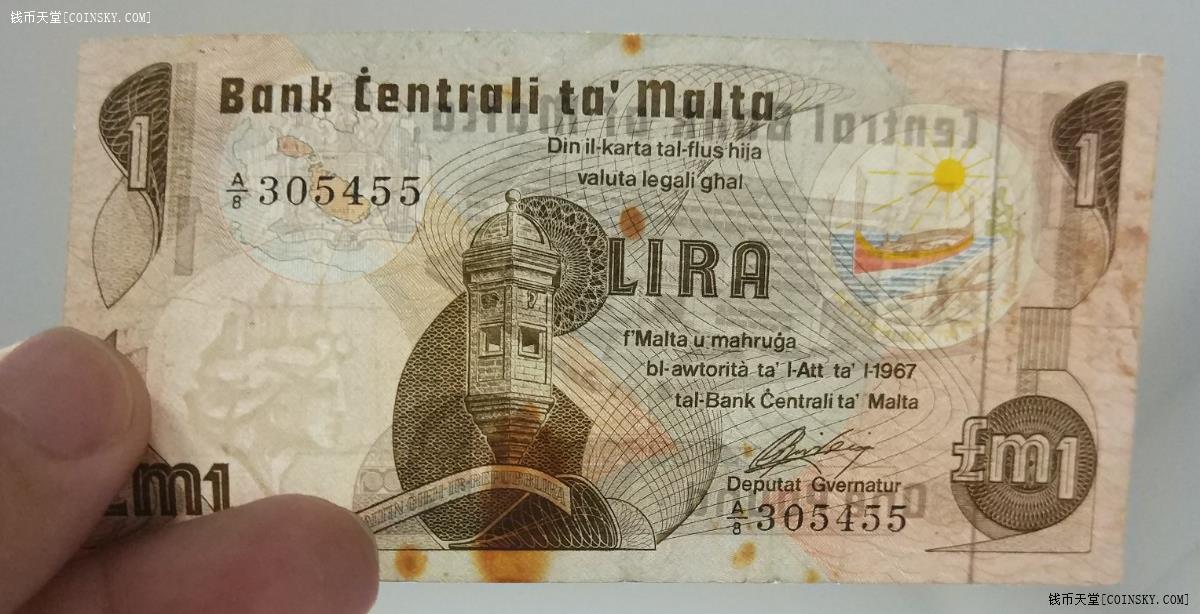 钱币天堂[COINSKY.COM]
Bank Ċentrali ta' Malta
1
1
Din il-karta tal-flus hija
valuta legali għal
A/8 305455
LIRA
f'Malta u maħruġa
bl-awtorità ta' l-Att ta' l-1967
tal-Bank Ċentrali ta' Malta
Deputat Gvernatur
A/8 305455
£m1
£m1
钱币天堂[COINSKY.COM]